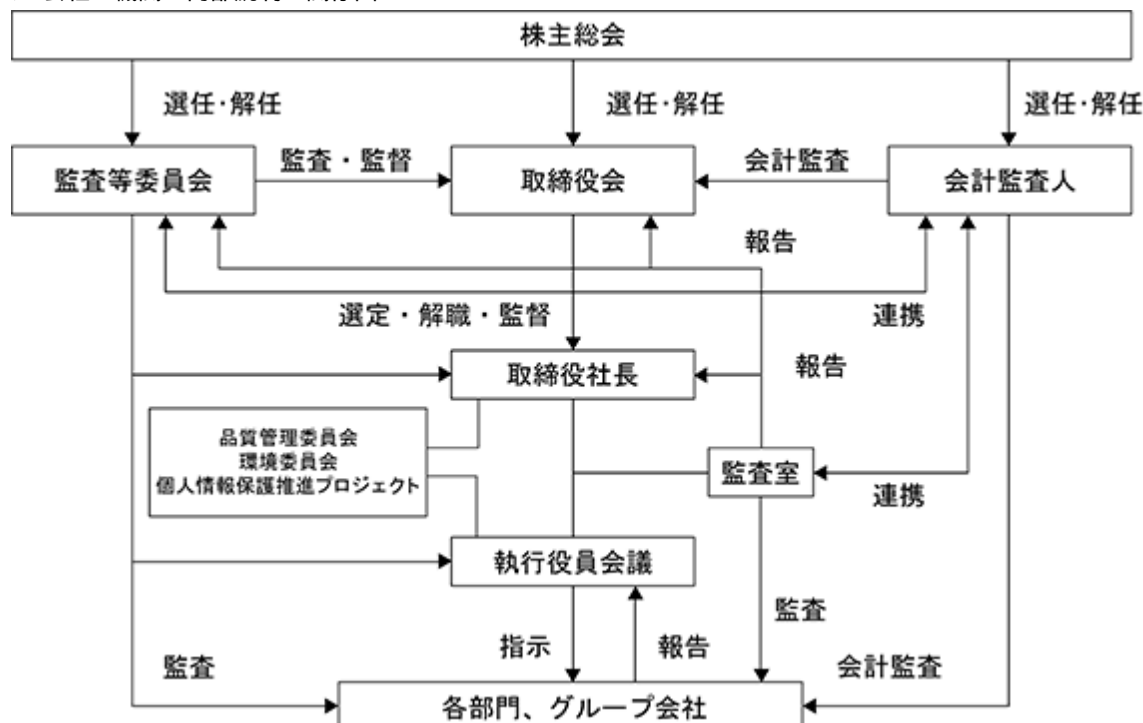 株主総会
選任・解任
選任・解任
選任・解任
監査等委員会
監査・監督
取締役会
会計監査
会計監査人
報告
選定・解職・監督
連携
取締役社長
報告
品質管理委員会
環境委員会
個人情報保護推進プロジェクト
監査室
連携
執行役員会議
監査
指示
報告
監査
会計監査
各部門、グループ会社